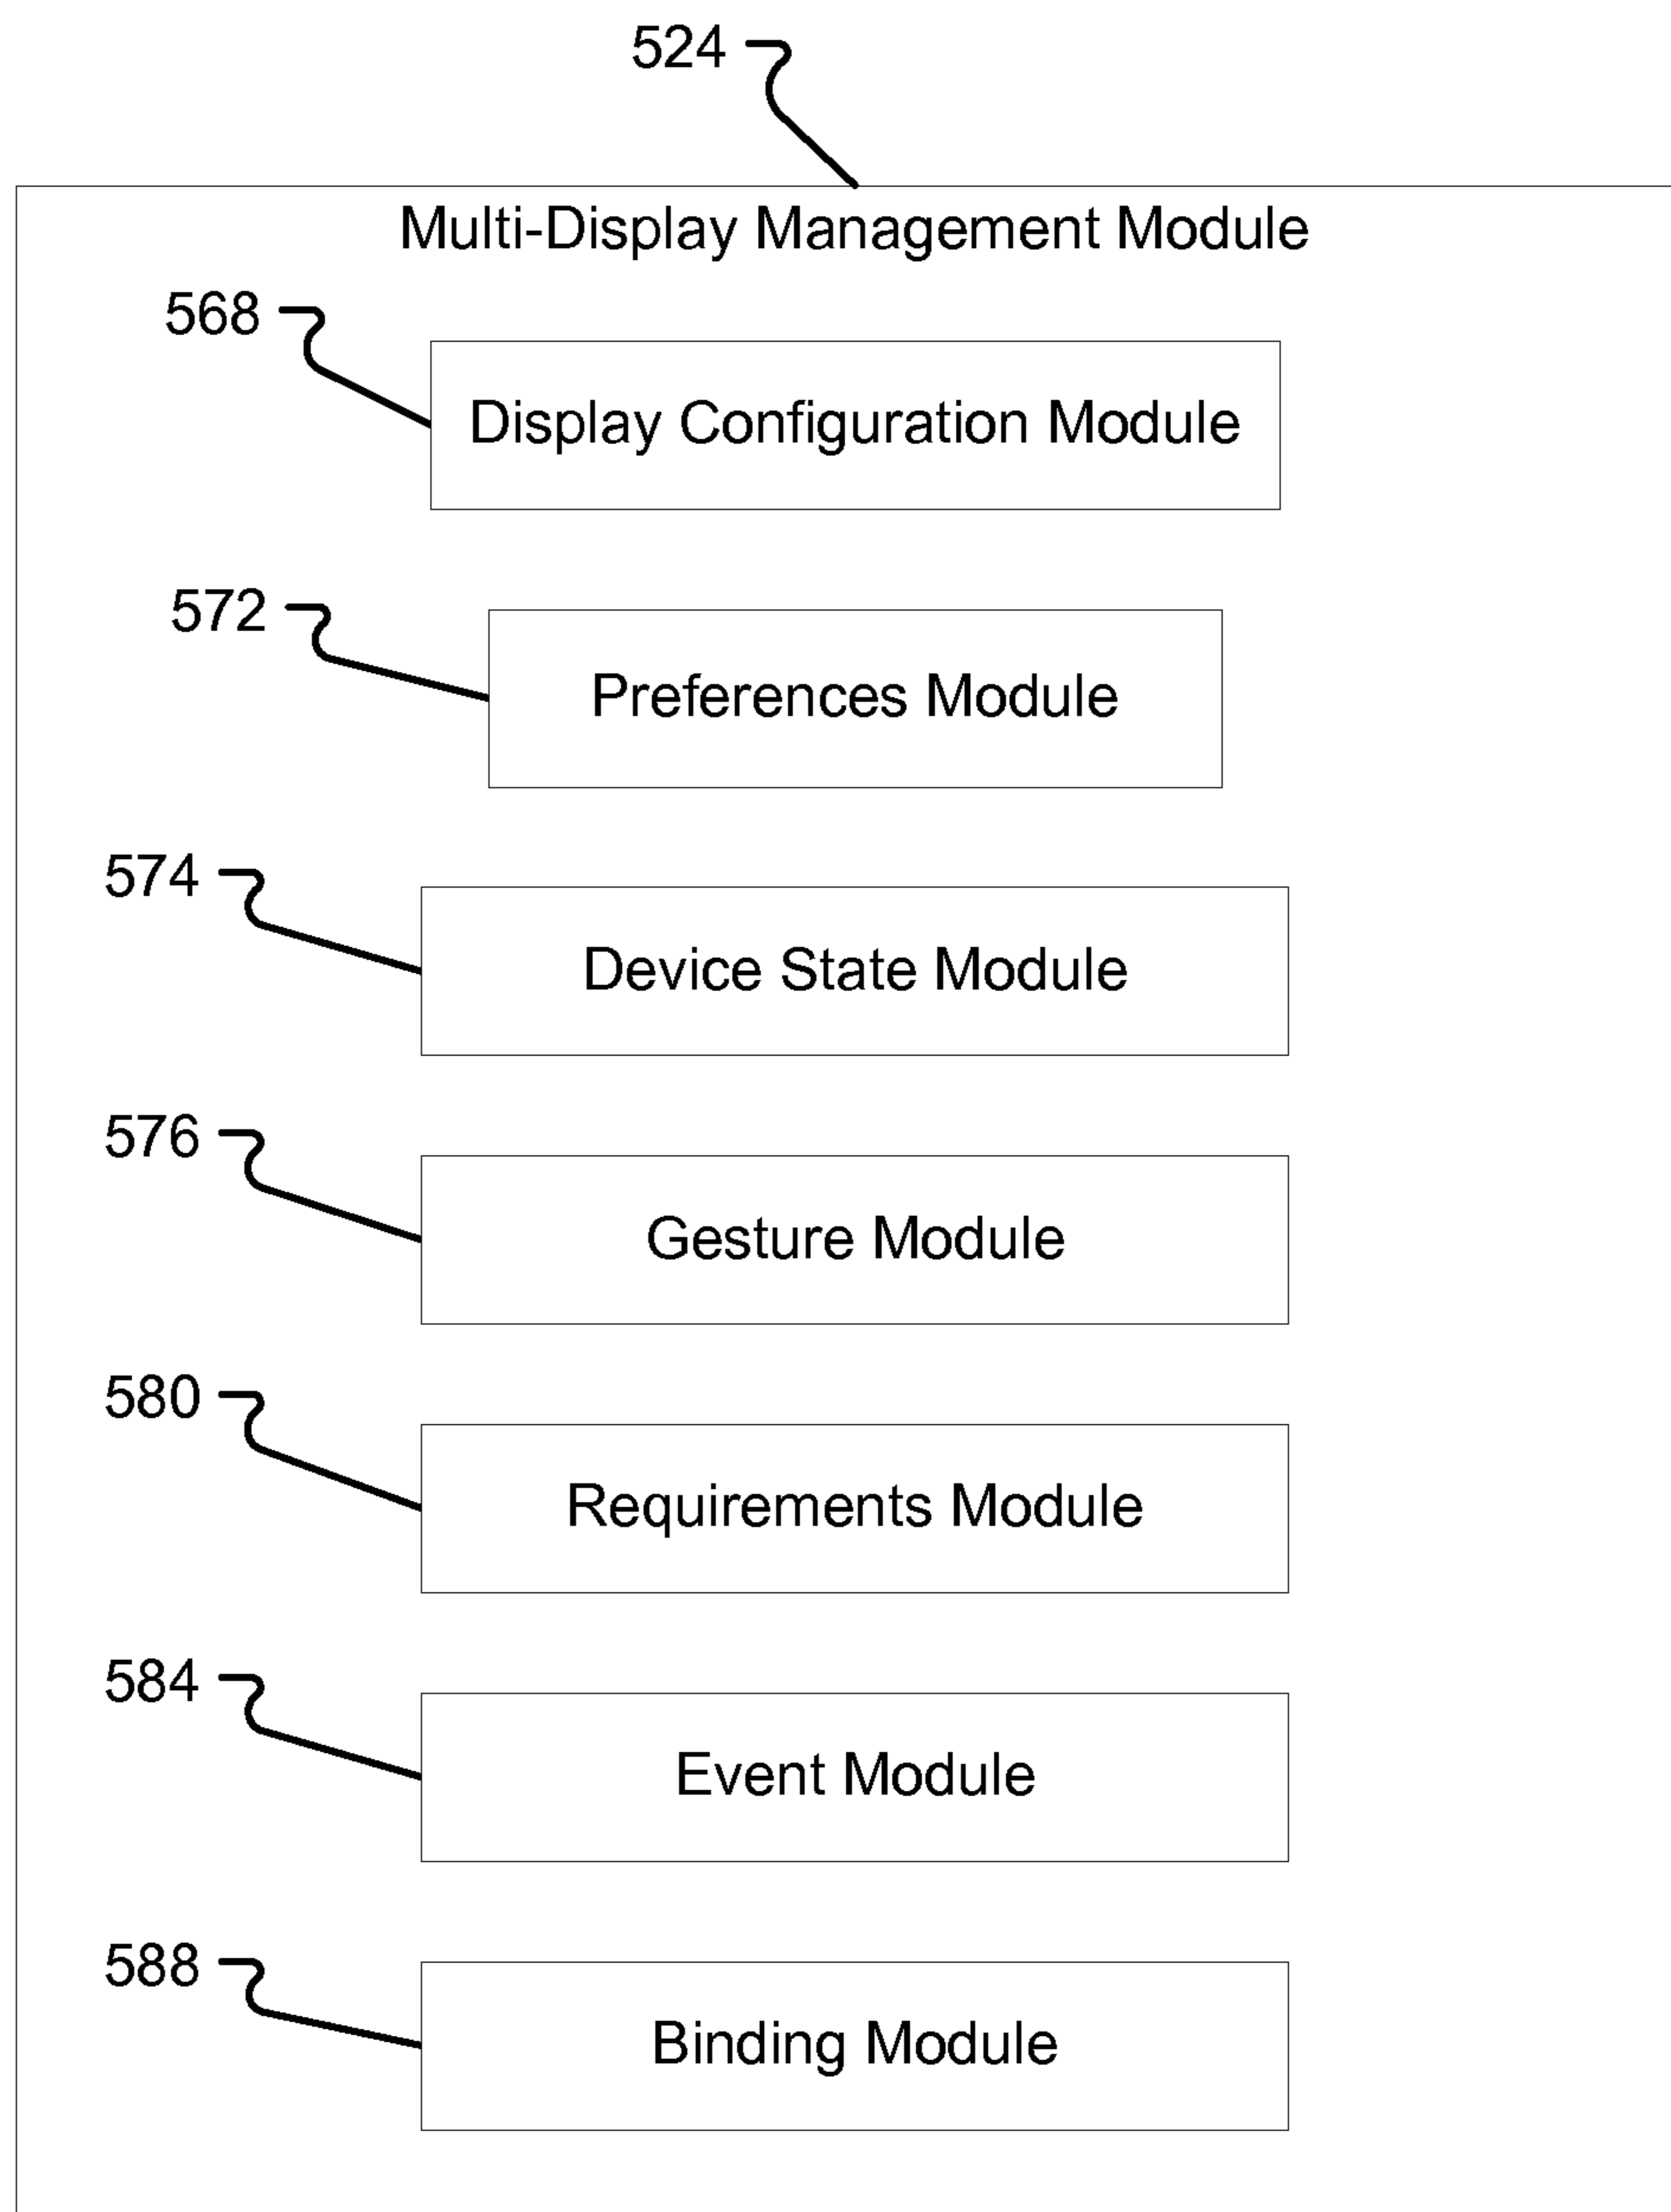 524
Multi-Display Management Module
568
Display Configuration Module
572
Preferences Module
574
Device State Module
576
Gesture Module
580
Requirements Module
584
Event Module
588
Binding Module